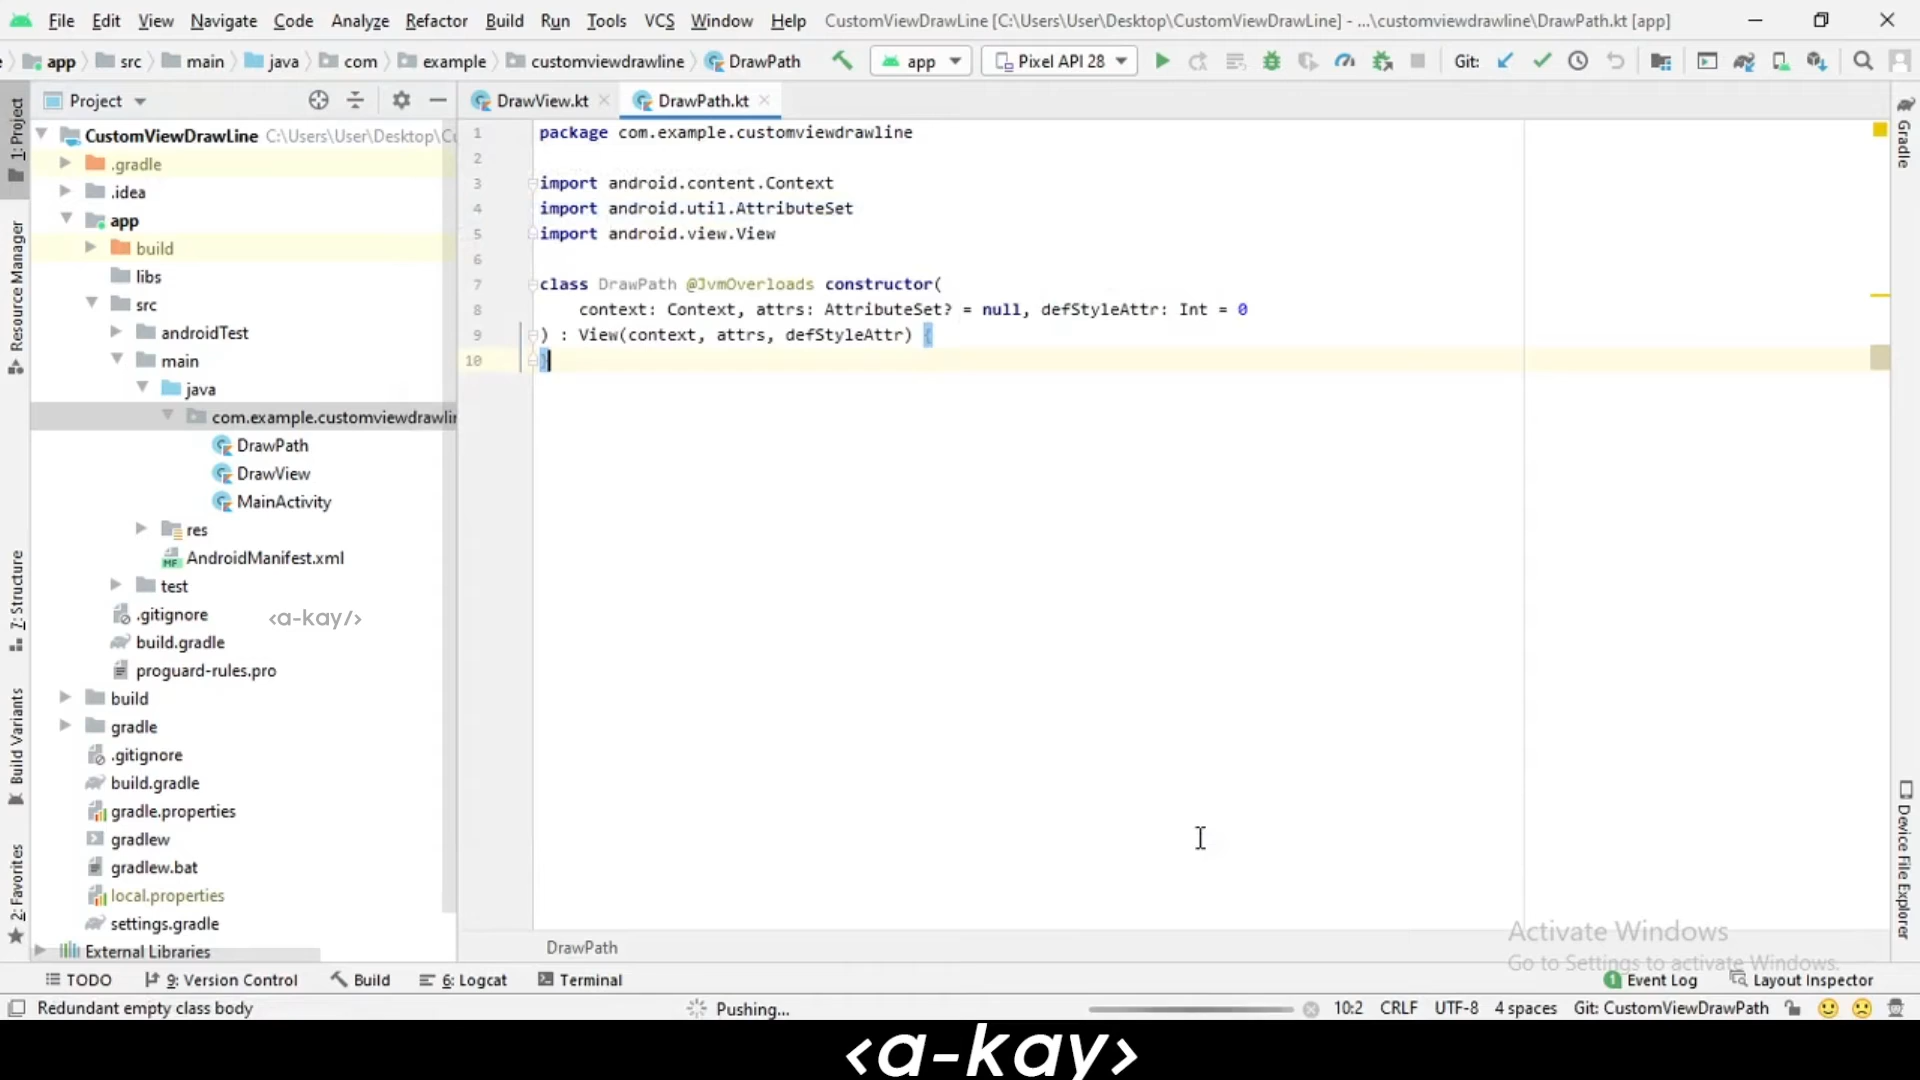 File Edit View Navigate Code Analyze Refactor Build Run Tools VCS Window Help CustomViewDrawLine [C:\Users\User\Desktop\CustomViewDrawLine] - ...\customviewdrawline\DrawPath.kt [app]
app src main java com example customviewdrawline DrawPath app Pixel API 28 Git:
Project
DrawView.kt DrawPath.kt
CustomViewDrawLine C:\Users\User\Desktop\Cu
.gradle
.idea
app
build
libs
src
androidTest
main
java
com.example.customviewdrawlin
DrawPath
DrawView
MainActivity
res
AndroidManifest.xml
test
.gitignore
<a-kay/>
build.gradle
proguard-rules.pro
build
gradle
.gitignore
build.gradle
gradle.properties
gradlew
gradlew.bat
local.properties
settings.gradle
External Libraries
1 package com.example.customviewdrawline
2
3 import android.content.Context
4 import android.util.AttributeSet
5 import android.view.View
6
7 class DrawPath @JvmOverloads constructor(
8 context: Context, attrs: AttributeSet? = null, defStyleAttr: Int = 0
9 ) : View(context, attrs, defStyleAttr) {
10 }
DrawPath
1: Project
Resource Manager
7: Structure
Build Variants
2: Favorites
Gradle
Device File Explorer
Activate Windows
Go to Settings to activate Windows.
TODO 9: Version Control Build 6: Logcat Terminal 1 Event Log Layout Inspector
Redundant empty class body Pushing... 10:2 CRLF UTF-8 4 spaces Git: CustomViewDrawPath
<a-kay>